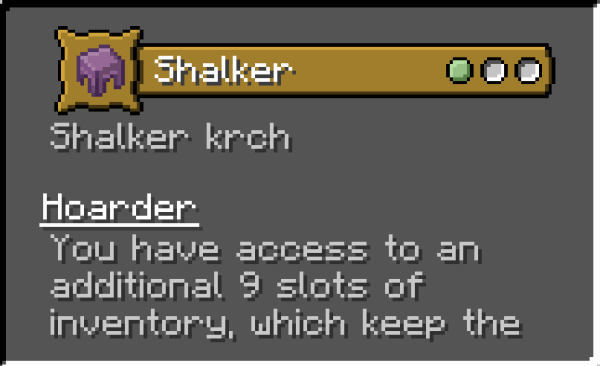 Shalker
Shalker krch
Hoarder
You have access to an
additional 9 slots of
inventory, which keep the